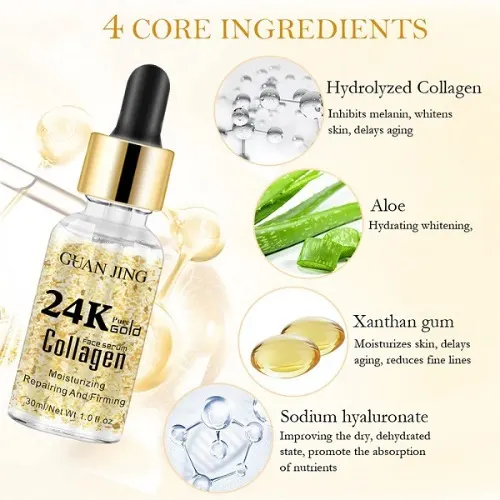 4 CORE INGREDIENTS
Hydrolyzed Collagen
Inhibits melanin, whitens
skin, delays aging
Aloe
Hydrating whitening,
Xanthan gum
Moisturizes skin, delays
aging, reduces fine lines
Sodium hyaluronate
Improving the dry, dehydrated
state, promote the absorption
of nutrients
GUAN JING
24K Pure
Gold
Face serum
Collagen
Moisturizing
Repairing And Firming
30ml/Net Wt. 1.0 fl.oz